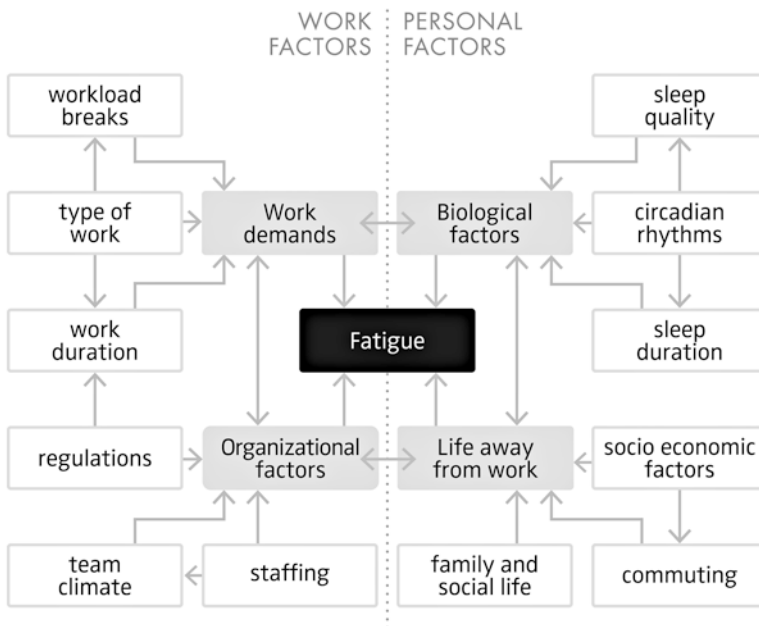 WORK
FACTORS
PERSONAL
FACTORS
workload
breaks
sleep
quality
type of
work
Work
demands
Biological
factors
circadian
rhythms
work
duration
Fatigue
sleep
duration
regulations
Organizational
factors
Life away
from work
socio economic
factors
team
climate
staffing
family and
social life
commuting